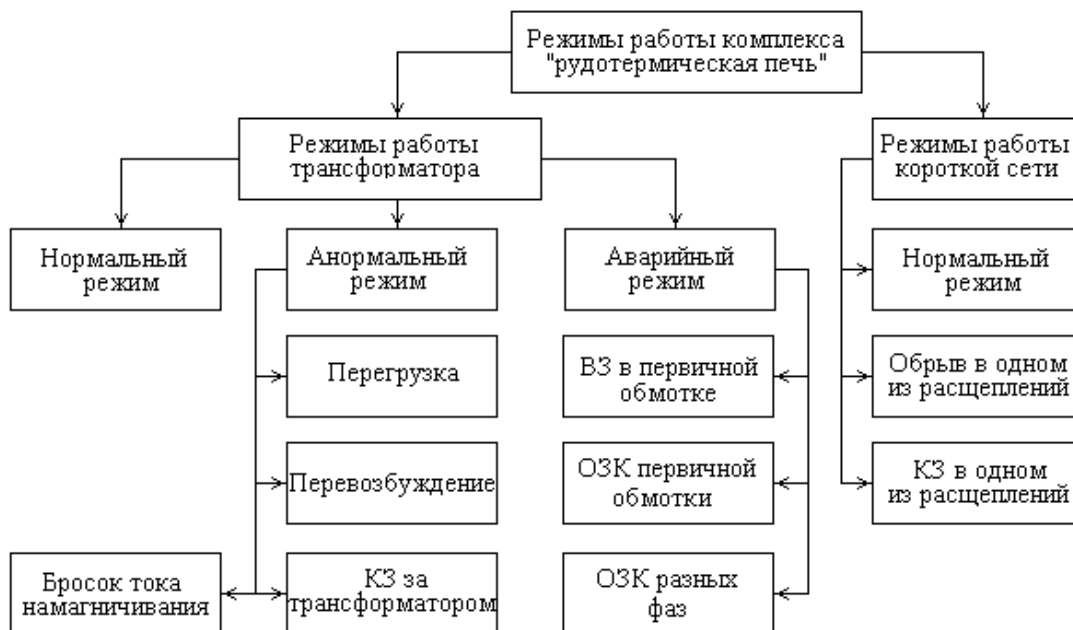 Режимы работы комплекса
"рудотермическая печь"
Режимы работы
трансформатора
Режимы работы
короткой сети
Нормальный
режим
Анормальный
режим
Аварийный
режим
Нормальный
режим
Перегрузка
ВЗ в первичной
обмотке
Обрыв в одном
из расщеплений
Перевозбуждение
ОЗК первичной
обмотки
КЗ в одном
из расщеплений
Бросок тока
намагничивания
КЗ за
трансформатором
ОЗК разных
фаз